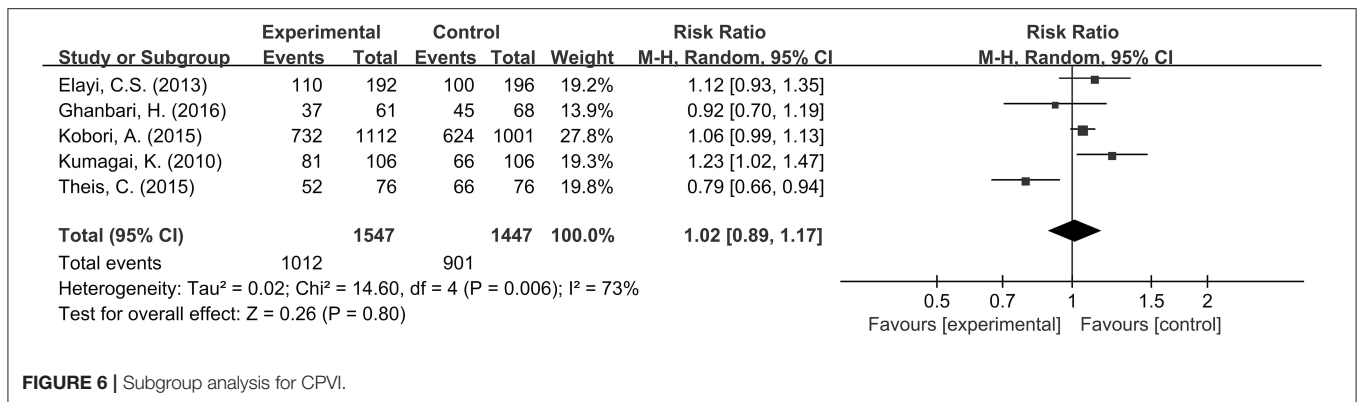 Experimental Control Risk Ratio Risk Ratio
Study or Subgroup Events Total Events Total Weight M-H, Random, 95% CI M-H, Random, 95% CI
Elayi, C.S. (2013) 110 192 100 196 19.2% 1.12 [0.93, 1.35]
Ghanbari, H. (2016) 37 61 45 68 13.9% 0.92 [0.70, 1.19]
Kobori, A. (2015) 732 1112 624 1001 27.8% 1.06 [0.99, 1.13]
Kumagai, K. (2010) 81 106 66 106 19.3% 1.23 [1.02, 1.47]
Theis, C. (2015) 52 76 66 76 19.8% 0.79 [0.66, 0.94]
Total (95% CI) 1547 1447 100.0% 1.02 [0.89, 1.17]
Total events 1012 901
Heterogeneity: Tau² = 0.02; Chi² = 14.60, df = 4 (P = 0.006); I² = 73%
Test for overall effect: Z = 0.26 (P = 0.80)
0.5 0.7 1 1.5 2
Favours [experimental] Favours [control]
FIGURE 6 | Subgroup analysis for CPVI.